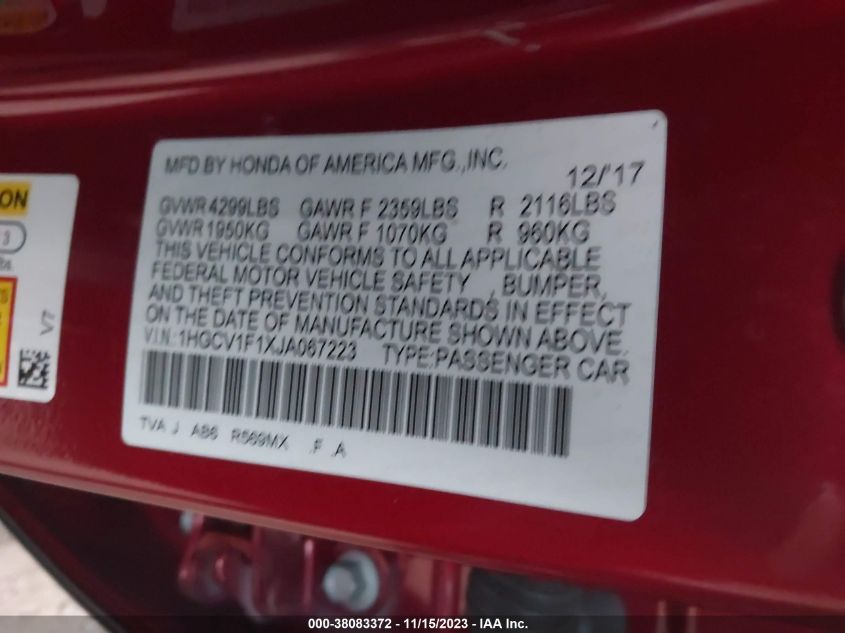 MFD BY HONDA OF AMERICA MFG.,INC. 12/'17
GVWR 4299LBS GAWR F 2359LBS R 2116LBS
GVWR 1950KG GAWR F 1070KG R 960KG
THIS VEHICLE CONFORMS TO ALL APPLICABLE
FEDERAL MOTOR VEHICLE SAFETY , BUMPER,
AND THEFT PREVENTION STANDARDS IN EFFECT
ON THE DATE OF MANUFACTURE SHOWN ABOVE.
V.I.N.:1HGCV1F1XJA067223 TYPE:PASSENGER CAR
TVA J AB6 R569MX .F .A
ON
3
V7
000-38083372 - 11/15/2023 - IAA Inc.